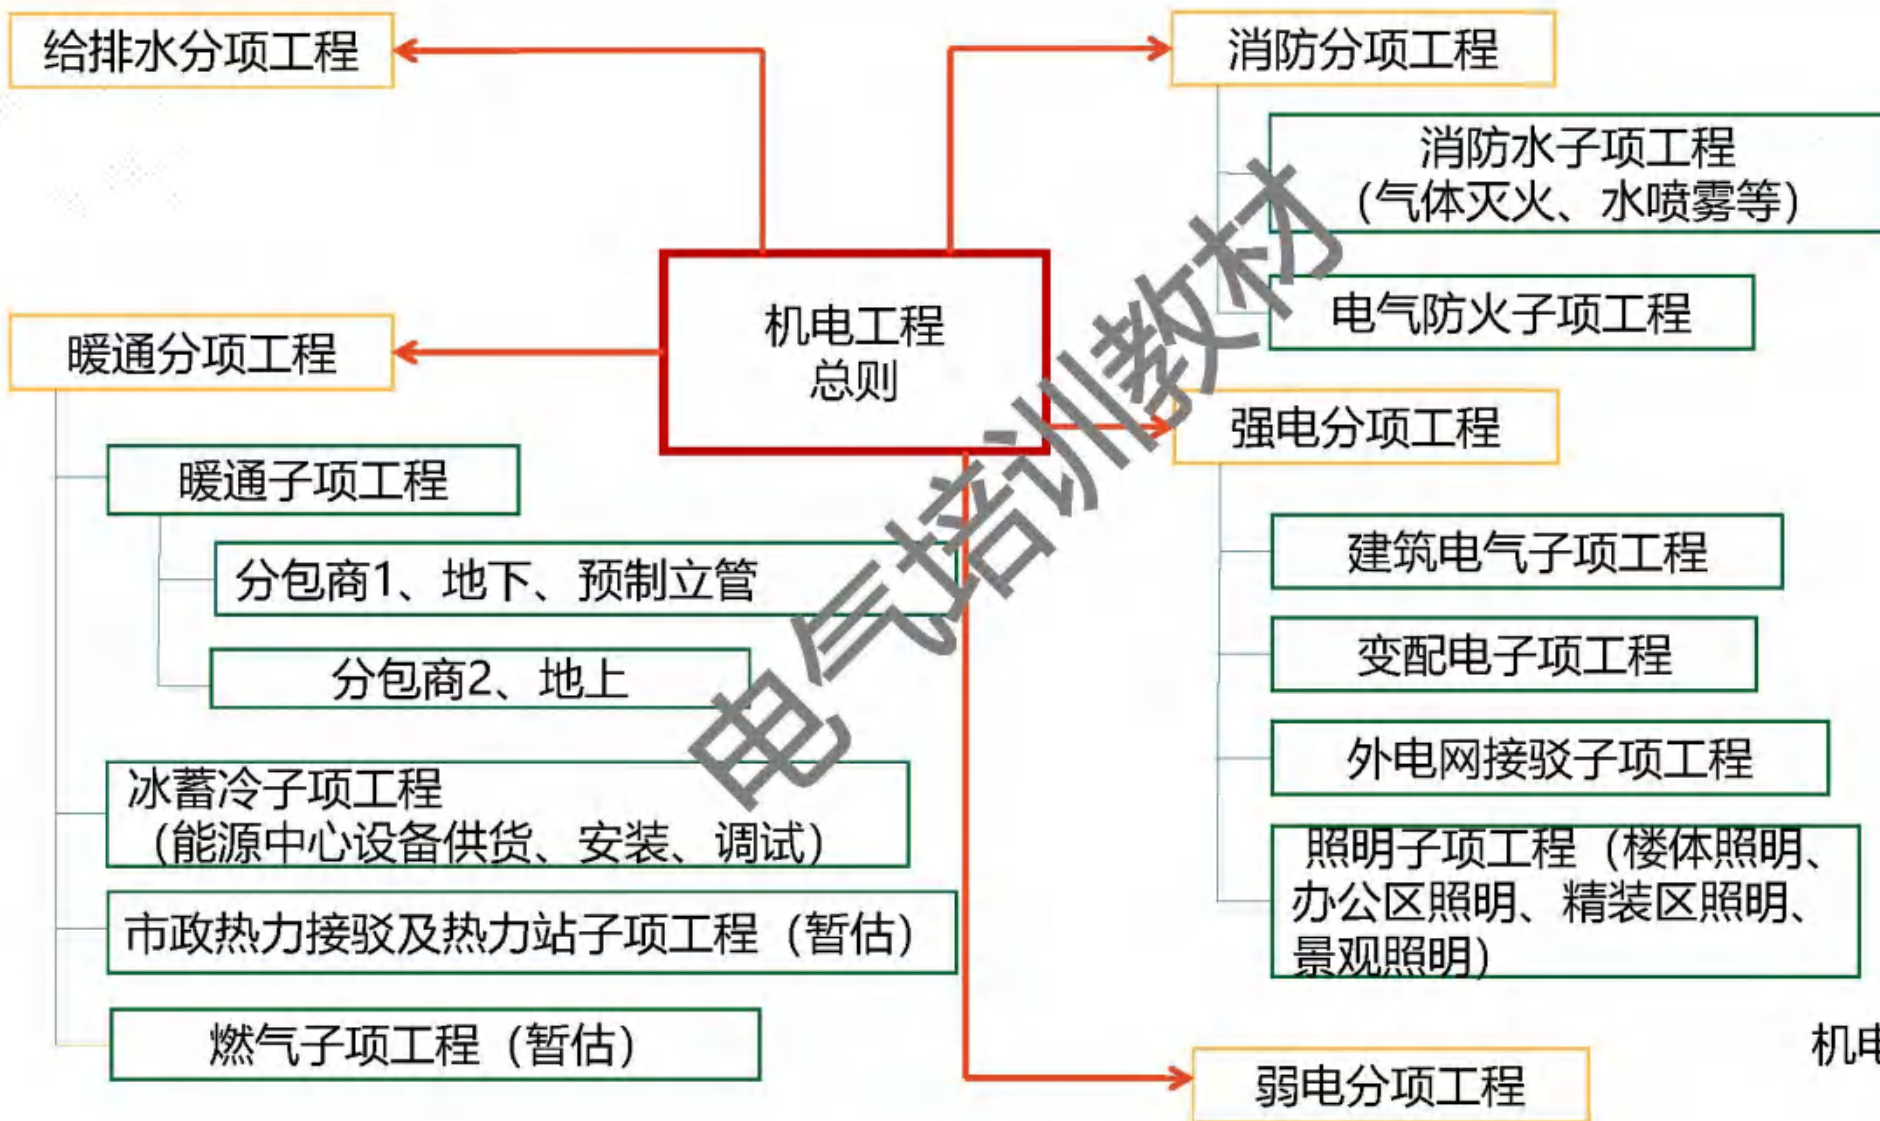 给排水分项工程
消防分项工程
消防水子项工程
（气体灭火、水喷雾等）
电气防火子项工程
机电工程
总则
暖通分项工程
强电分项工程
暖通子项工程
分包商1、地下、预制立管
分包商2、地上
冰蓄冷子项工程
（能源中心设备供货、安装、调试）
市政热力接驳及热力站子项工程（暂估）
燃气子项工程（暂估）
建筑电气子项工程
变配电子项工程
外电网接驳子项工程
照明子项工程（楼体照明、
办公区照明、精装区照明、
景观照明）
弱电分项工程
机电
电气培训教材